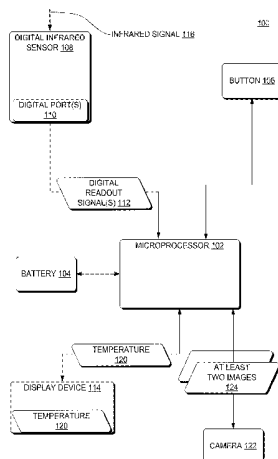 INFRARED SIGNAL 116
100
DIGITAL INFRARED
SENSOR 108
DIGITAL PORT(S)
110
BUTTON 106
DIGITAL
READOUT
SIGNAL(S) 112
MICROPROCESSOR 102
BATTERY 104
TEMPERATURE
120
AT LEAST
TWO IMAGES
124
DISPLAY DEVICE 114
TEMPERATURE
120
CAMERA 122